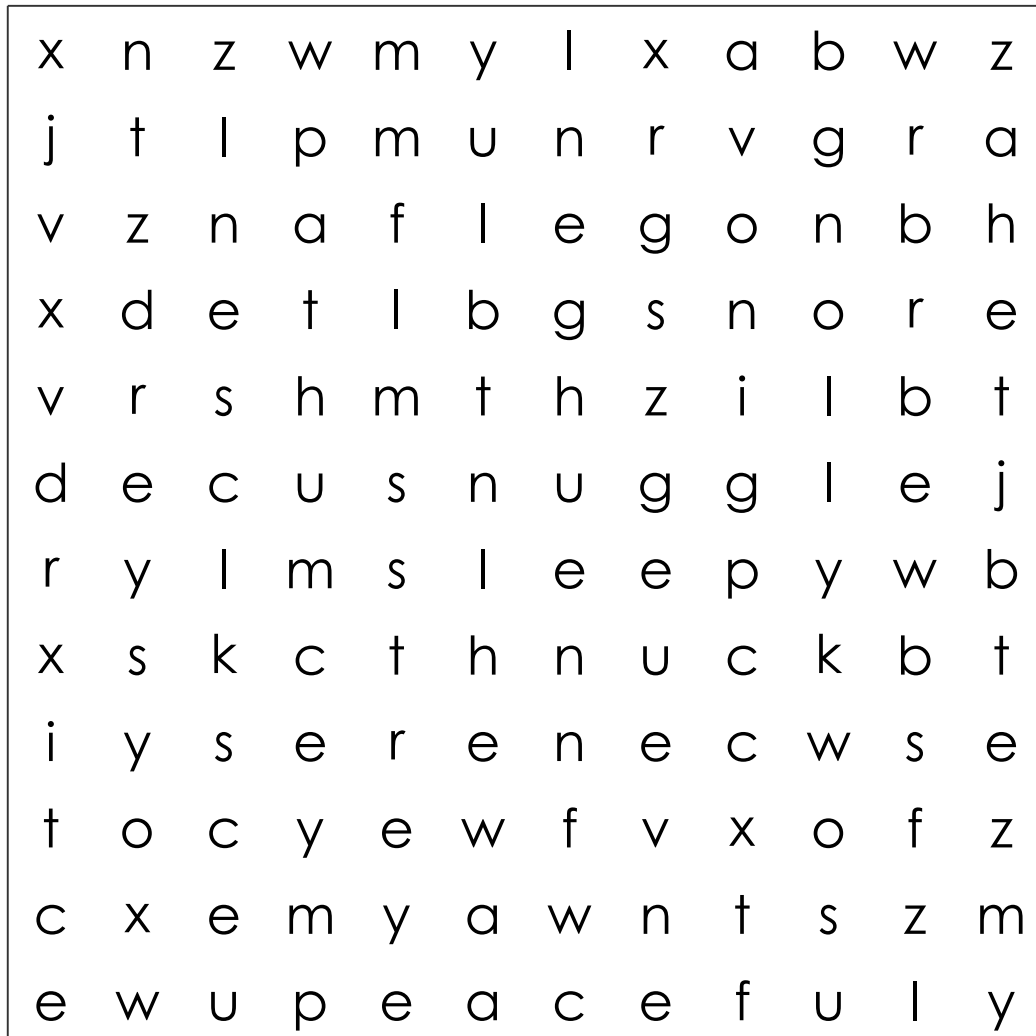 x n z w m y l x a b w z
j t l p m u n r v g r a
v z n a f l e g o n b h
x d e t l b g s n o r e
v r s h m t h z i l b t
d e c u s n u g g l e j
r y l m s l e e p y w b
x s k c t h n u c k b t
i y s e r e n e c w s e
t o c y e w f v x o f z
c x e m y a w n t s z m
e w u p e a c e f u l y